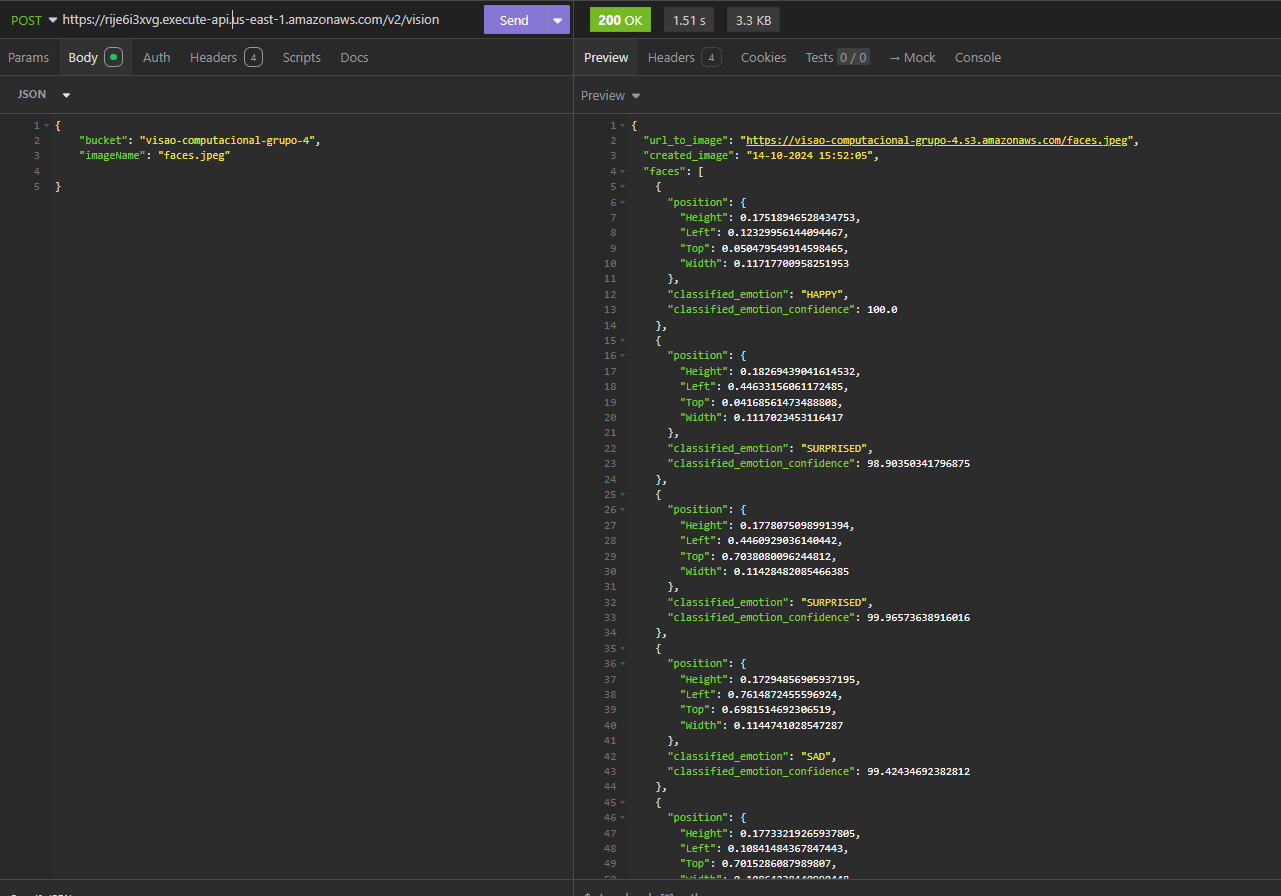 POST https://rije6i3xvg.execute-api.us-east-1.amazonaws.com/v2/vision Send
200 OK 1.51 s 3.3 KB
Params Body Auth Headers 4 Scripts Docs
Preview Headers 4 Cookies Tests 0 / 0 → Mock Console
JSON
Preview
1 {
2 "bucket": "visao-computacional-grupo-4",
3 "imageName": "faces.jpeg"
4
5 }
1 {
2 "url_to_image": "https://visao-computacional-grupo-4.s3.amazonaws.com/faces.jpeg",
3 "created_image": "14-10-2024 15:52:05",
4 "faces": [
5 {
6 "position": {
7 "Height": 0.17518946528434753,
8 "Left": 0.12329956144094467,
9 "Top": 0.050479549914598465,
10 "Width": 0.11717700958251953
11 },
12 "classified_emotion": "HAPPY",
13 "classified_emotion_confidence": 100.0
14 },
15 {
16 "position": {
17 "Height": 0.18269439041614532,
18 "Left": 0.44633156061172485,
19 "Top": 0.04168561473488808,
20 "Width": 0.1117023453116417
21 },
22 "classified_emotion": "SURPRISED",
23 "classified_emotion_confidence": 98.90350341796875
24 },
25 {
26 "position": {
27 "Height": 0.1778075098991394,
28 "Left": 0.4460929036140442,
29 "Top": 0.7038080096244812,
30 "Width": 0.11428482085466385
31 },
32 "classified_emotion": "SURPRISED",
33 "classified_emotion_confidence": 99.96573638916016
34 },
35 {
36 "position": {
37 "Height": 0.17294856905937195,
38 "Left": 0.7614872455596924,
39 "Top": 0.6981514692306519,
40 "Width": 0.1144741028547287
41 },
42 "classified_emotion": "SAD",
43 "classified_emotion_confidence": 99.42434692382812
44 },
45 {
46 "position": {
47 "Height": 0.17733219265937805,
48 "Left": 0.10841484367847443,
49 "Top": 0.7015286087989807,